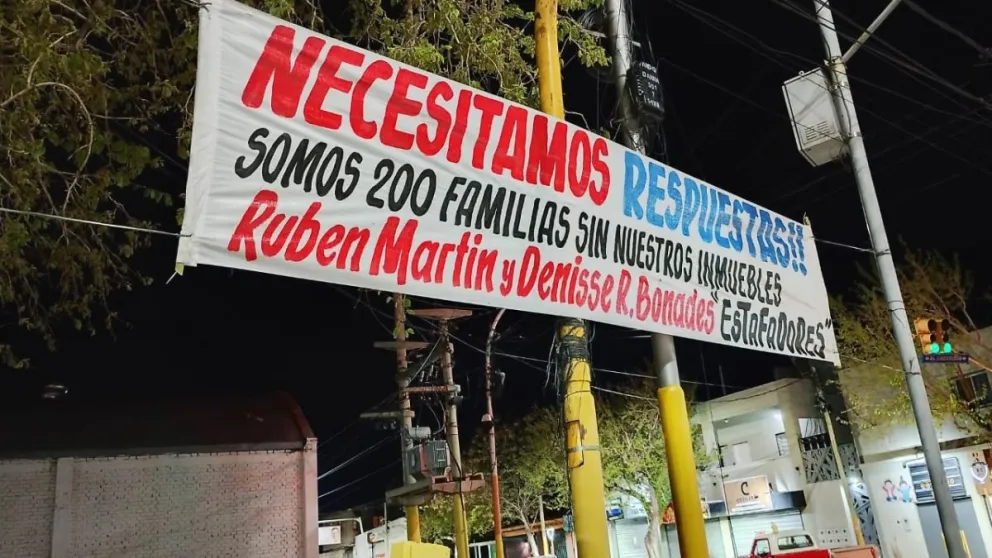 NECESITAMOS RESPUESTAS!!
SOMOS 200 FAMILIAS SIN NUESTROS INMUEBLES
Ruben Martin y Denisse R. Bonades "ESTAFADORES"